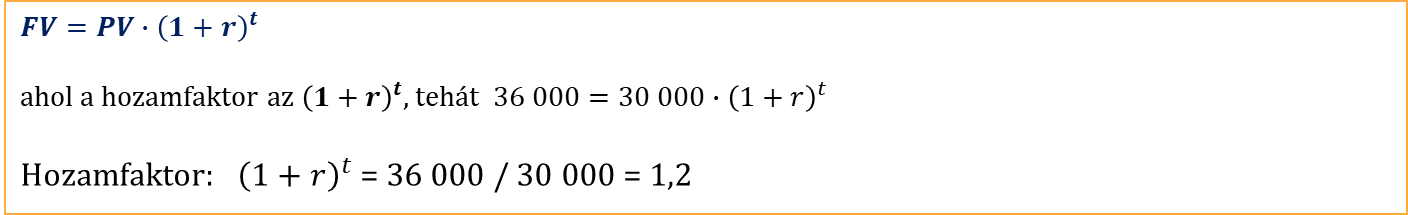 FV = PV · (1 + r)^t
ahol a hozamfaktor az (1 + r)^t, tehát 36 000 = 30 000 · (1 + r)^t
Hozamfaktor: (1 + r)^t = 36 000 / 30 000 = 1,2